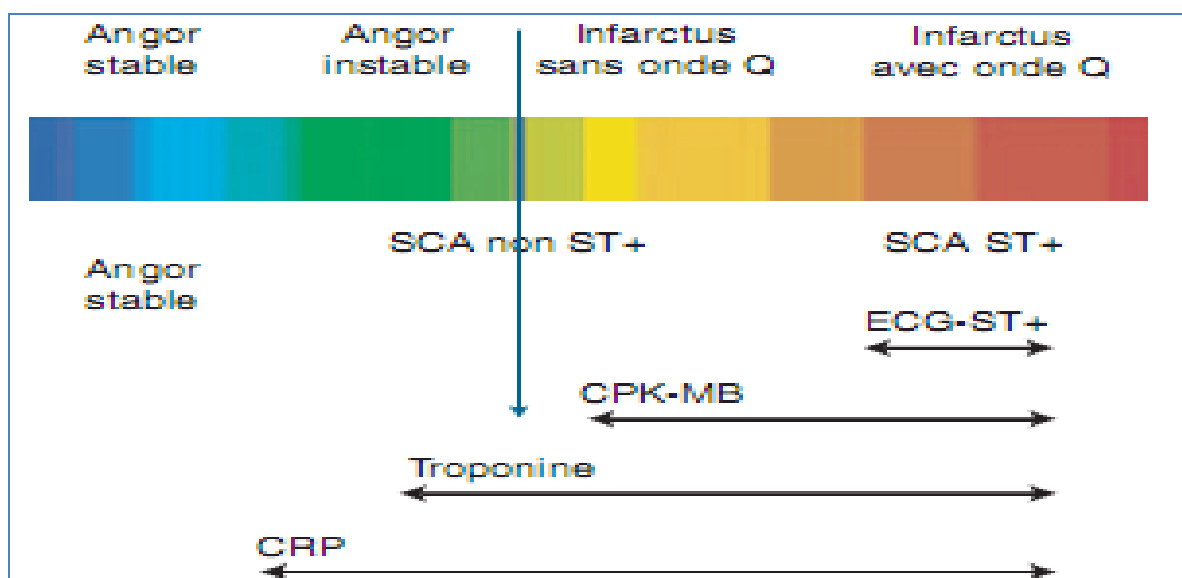 Angor
stable
Angor
instable
Infarctus
sans onde Q
Infarctus
avec onde Q
SCA non ST+
SCA ST+
Angor
stable
ECG-ST+
CPK-MB
Troponine
CRP